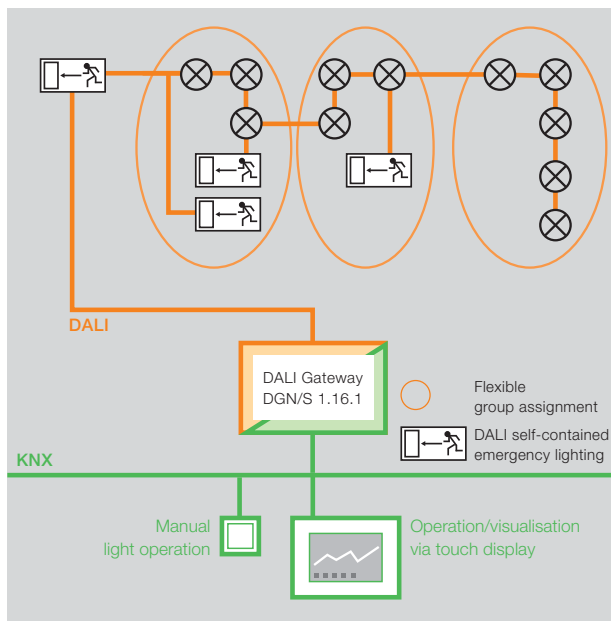 DALI
DALI Gateway
DGN/S 1.16.1
Flexible
group assignment
DALI self-contained
emergency lighting
KNX
Manual
light operation
Operation/visualisation
via touch display